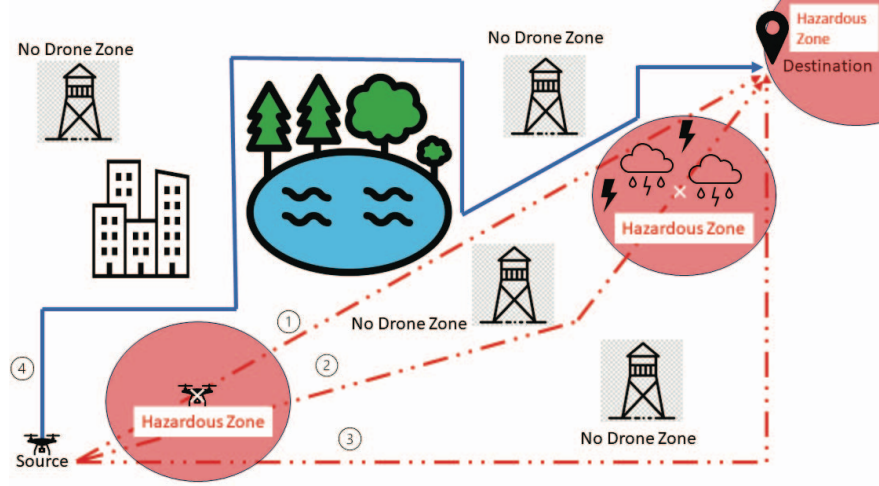 No Drone Zone
No Drone Zone
Hazardous
Zone
Destination
Hazardous Zone
1
No Drone Zone
2
4
Hazardous Zone
3
No Drone Zone
Source